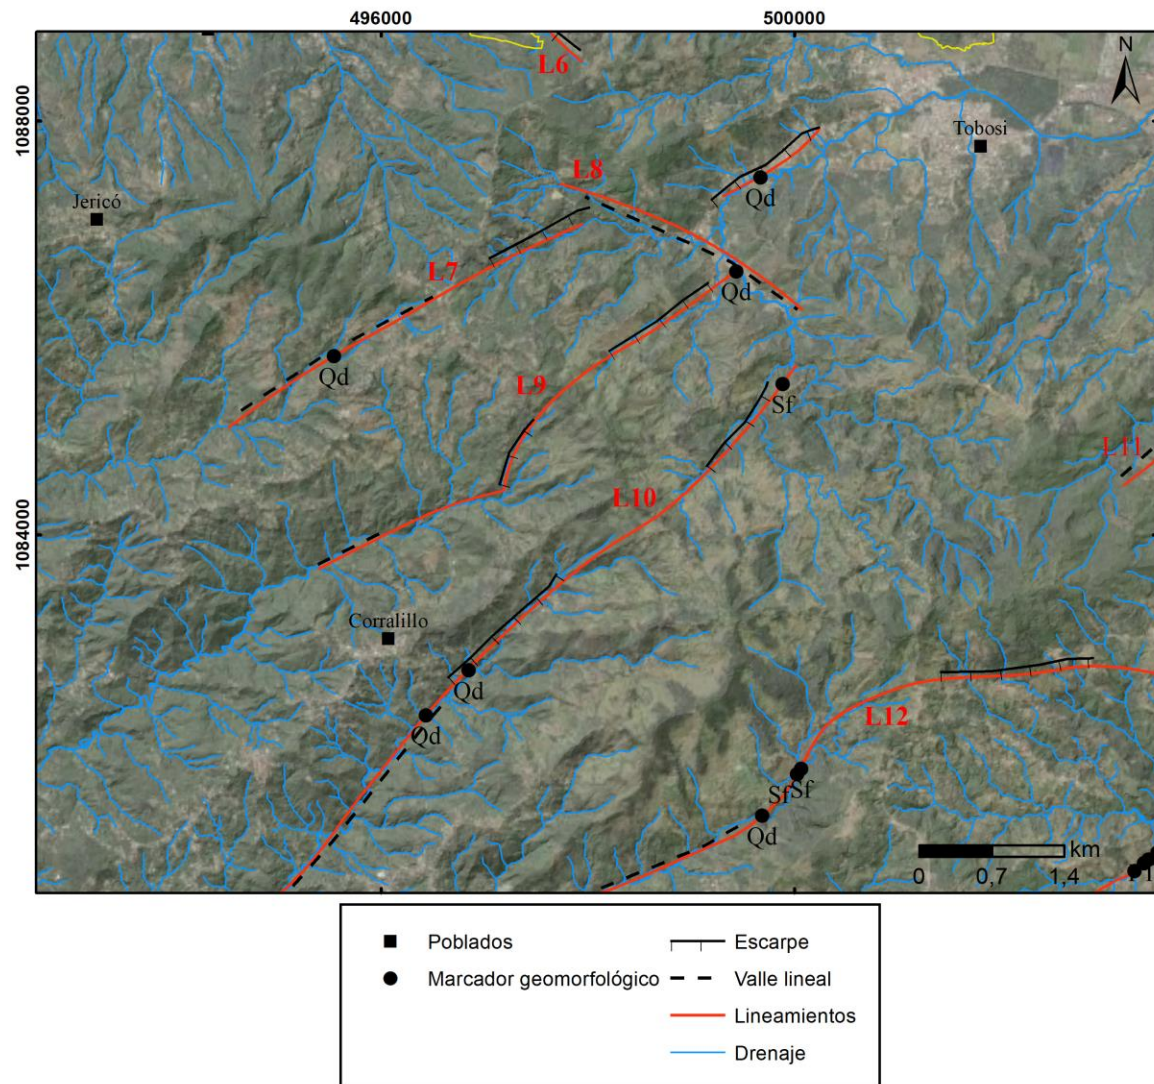 496000 500000
L6
N
1088000
Tobosi
L8
Qd
Jericó
L7
Qd
Qd
L9
Sf
L11
L10
1084000
Corralillo
Qd
L12
Qd
Sf
Sf
Qd
km
0 0,7 1,4
Poblados
Marcador geomorfológico
Escarpe
Valle lineal
Lineamientos
Drenaje